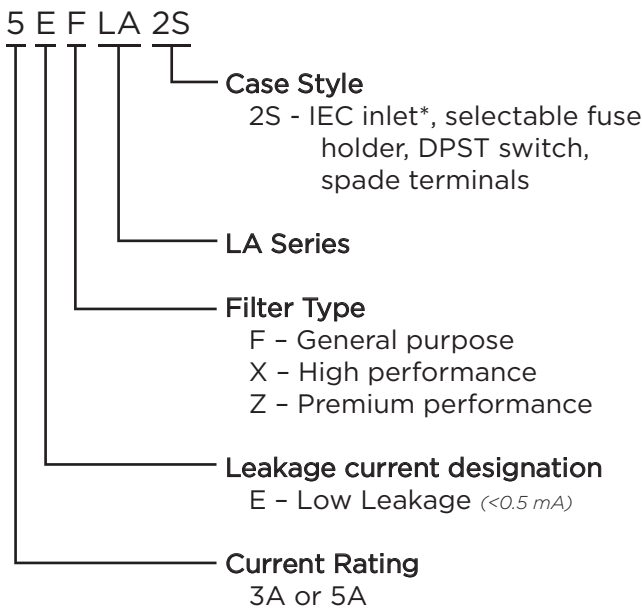 5 E F LA 2S
Case Style
2S - IEC inlet*, selectable fuse
holder, DPST switch,
spade terminals
LA Series
Filter Type
F – General purpose
X – High performance
Z – Premium performance
Leakage current designation
E – Low Leakage (<0.5 mA)
Current Rating
3A or 5A